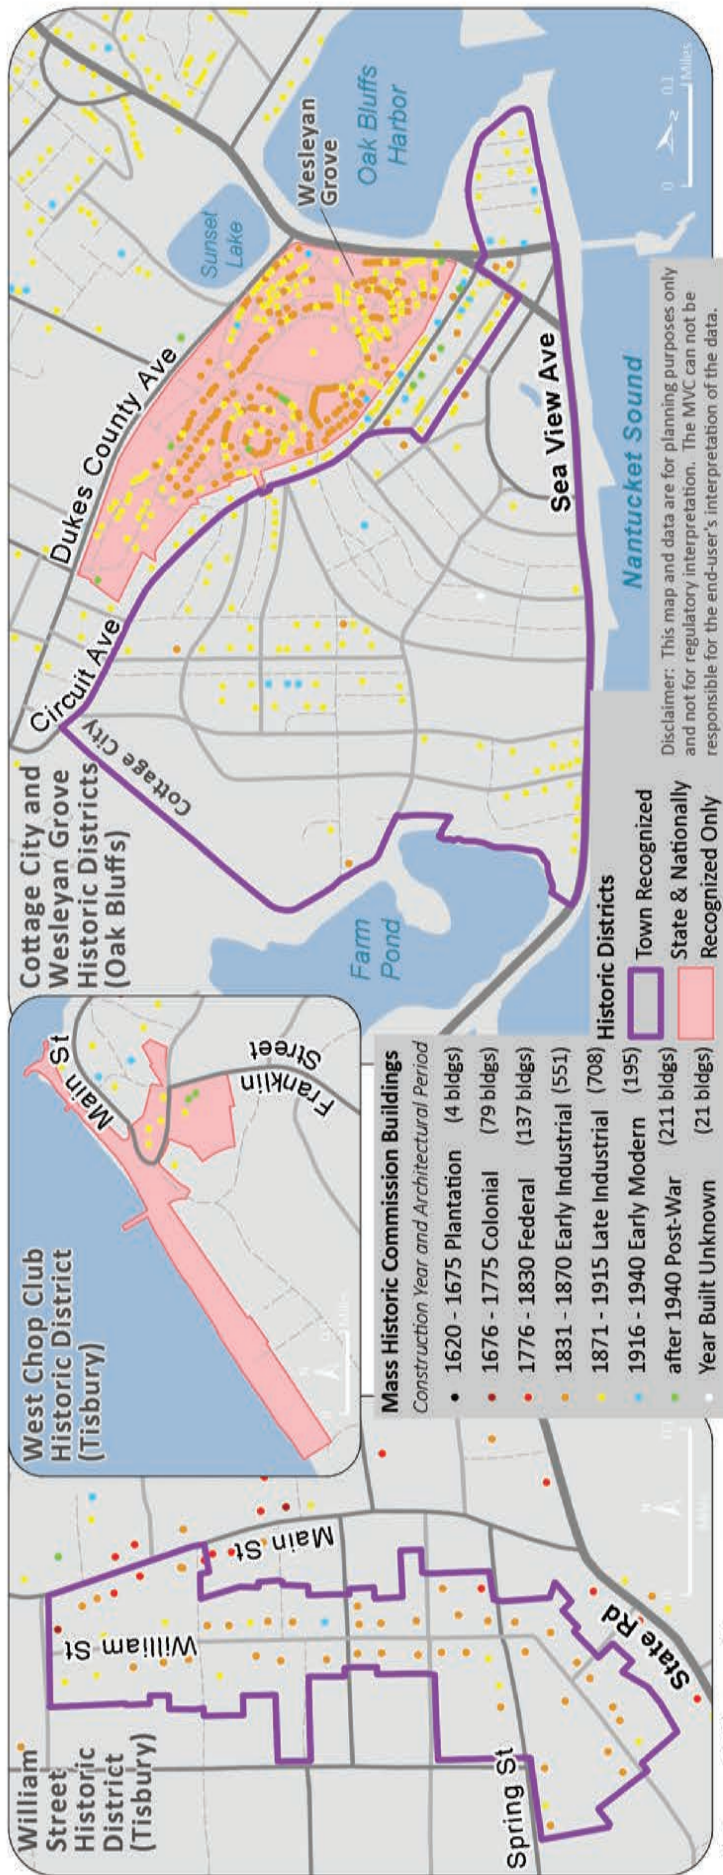 William
Street
Historic
District
(Tisbury)
William St
Main St
Spring St
State Rd
West Chop Club
Historic District
(Tisbury)
Main St
Franklin
Street
Cottage City and
Wesleyan Grove
Historic Districts
(Oak Bluffs)
Circuit Ave
Dukes County Ave
Cottage City
Sunset
Lake
Wesleyan
Grove
Oak Bluffs
Harbor
Farm
Pond
Sea View Ave
Nantucket Sound
0 0.1
Miles
N
Mass Historic Commission Buildings
Construction Year and Architectural Period
1620 - 1675 Plantation (4 bldgs)
1676 - 1775 Colonial (79 bldgs)
1776 - 1830 Federal (137 bldgs)
1831 - 1870 Early Industrial (551)
1871 - 1915 Late Industrial (708)
1916 - 1940 Early Modern (195)
after 1940 Post-War (211 bldgs)
Year Built Unknown (21 bldgs)
Historic Districts
Town Recognized
State & Nationally
Recognized Only
Disclaimer: This map and data are for planning purposes only
and not for regulatory interpretation. The MVC can not be
responsible for the end-user's interpretation of the data.